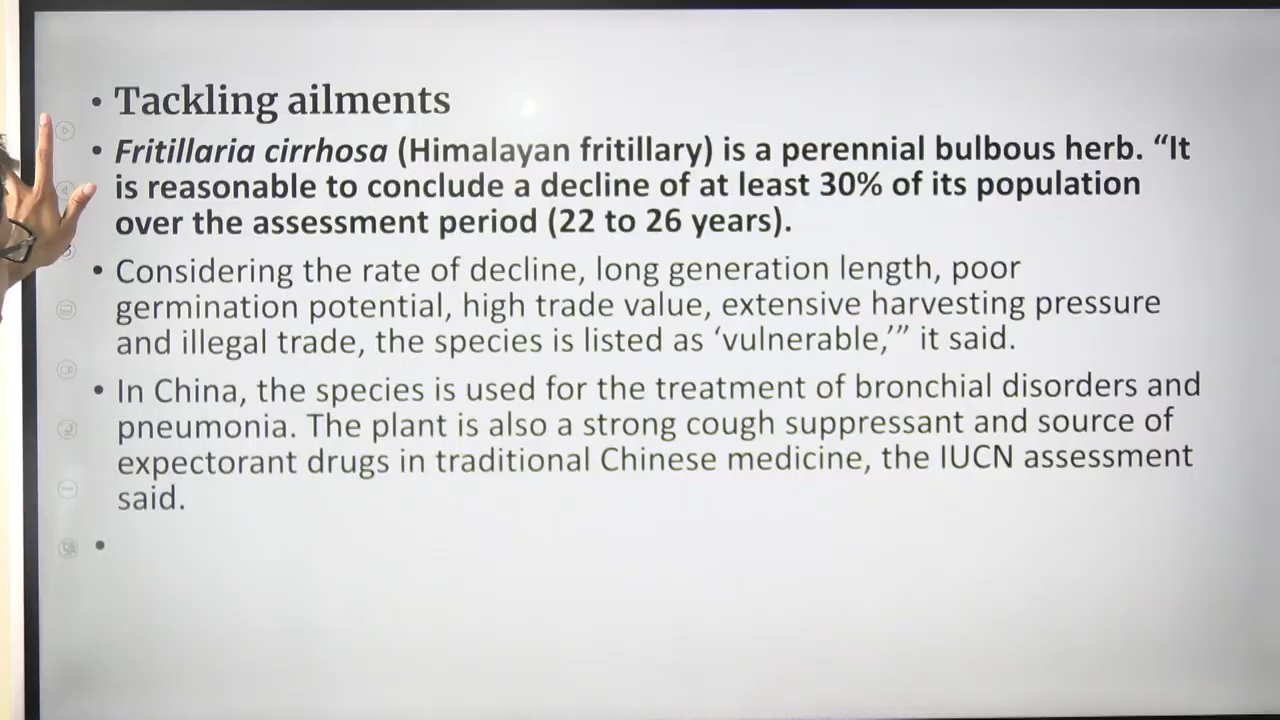 • Tackling ailments
• Fritillaria cirrhosa (Himalayan fritillary) is a perennial bulbous herb. “It
is reasonable to conclude a decline of at least 30% of its population
over the assessment period (22 to 26 years).
• Considering the rate of decline, long generation length, poor
germination potential, high trade value, extensive harvesting pressure
and illegal trade, the species is listed as ‘vulnerable,’” it said.
• In China, the species is used for the treatment of bronchial disorders and
pneumonia. The plant is also a strong cough suppressant and source of
expectorant drugs in traditional Chinese medicine, the IUCN assessment
said.
•